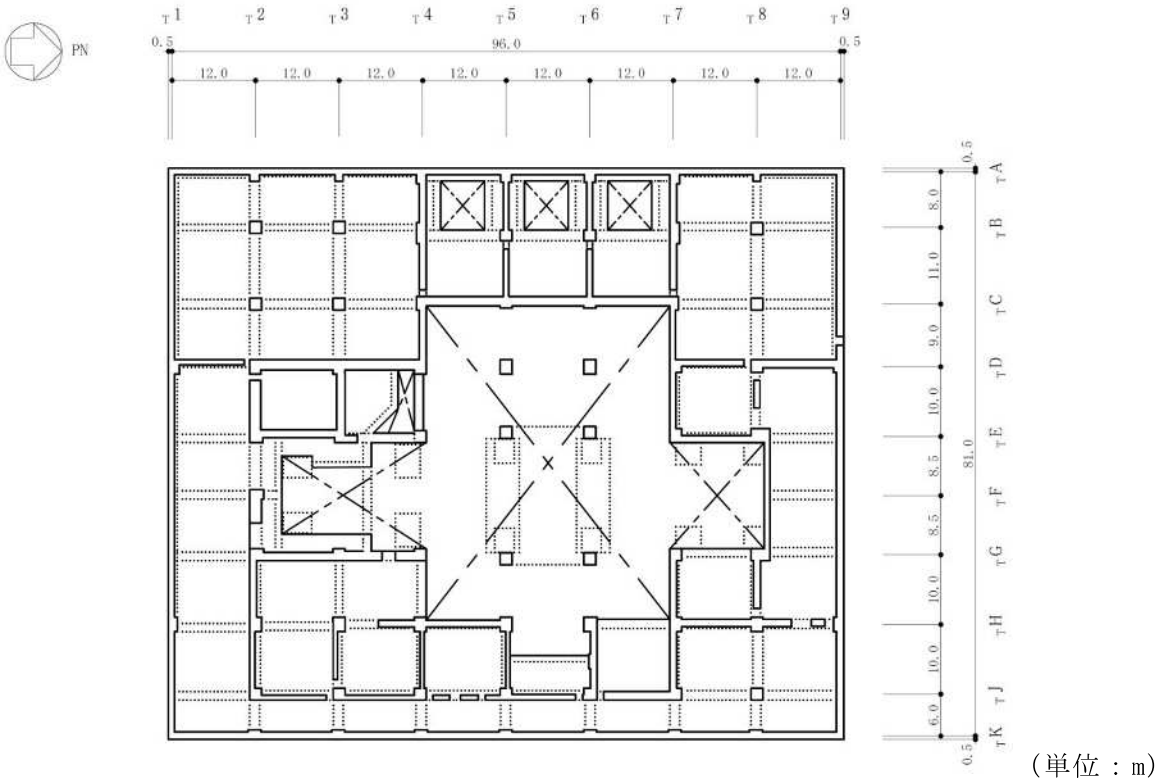 T1 T2 T3 T4 T5 T6 T7 T8 T9
PN
0.5 96.0 0.5
12.0 12.0 12.0 12.0 12.0 12.0 12.0 12.0
0.5
TA
8.0
TB
11.0
TC
9.0
TD
10.0
TE
8.5
81.0
TF
8.5
TG
10.0
TH
10.0
TJ
6.0
TK
0.5
(単位:m)